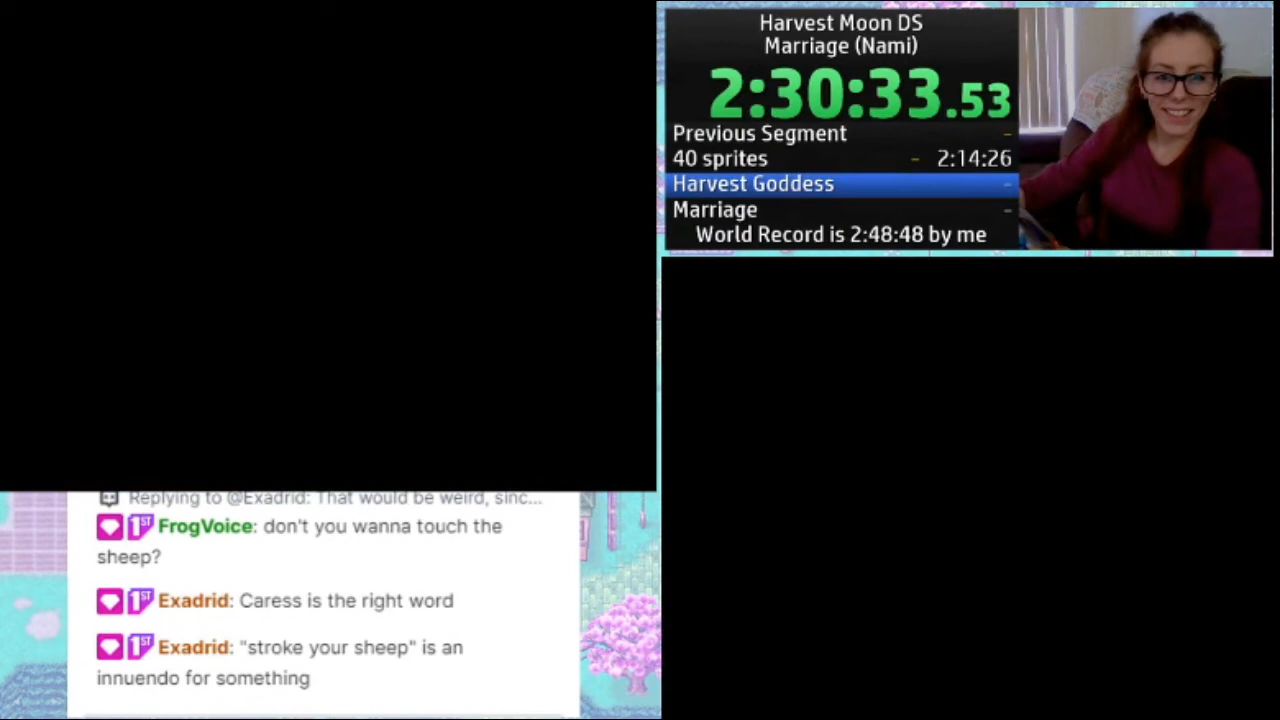 Harvest Moon DS
Marriage (Nami)
2:30:33.53
Previous Segment -
40 sprites - 2:14:26
Harvest Goddess -
Marriage -
World Record is 2:48:48 by me
Replying to @Exadrid: That would be weird, sinc...
1ST FrogVoice: don't you wanna touch the
sheep?
1ST Exadrid: Caress is the right word
1ST Exadrid: "stroke your sheep" is an
innuendo for something